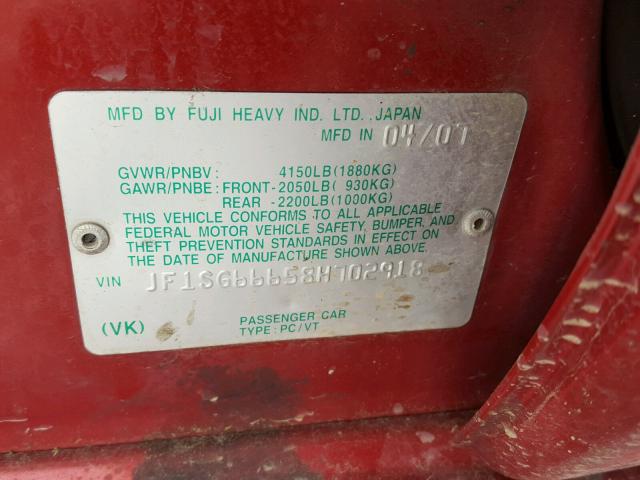 MFD BY FUJI HEAVY IND. LTD. JAPAN
MFD IN 04/07
GVWR/PNBV : 4150LB(1880KG)
GAWR/PNBE : FRONT-2050LB( 930KG)
REAR -2200LB(1000KG)
THIS VEHICLE CONFORMS TO ALL APPLICABLE
FEDERAL MOTOR VEHICLE SAFETY, BUMPER, AND
THEFT PREVENTION STANDARDS IN EFFECT ON
THE DATE OF MANUFACTURE SHOWN ABOVE.
VIN JF1SG66658H702918
(VK) PASSENGER CAR
TYPE : PC/VT